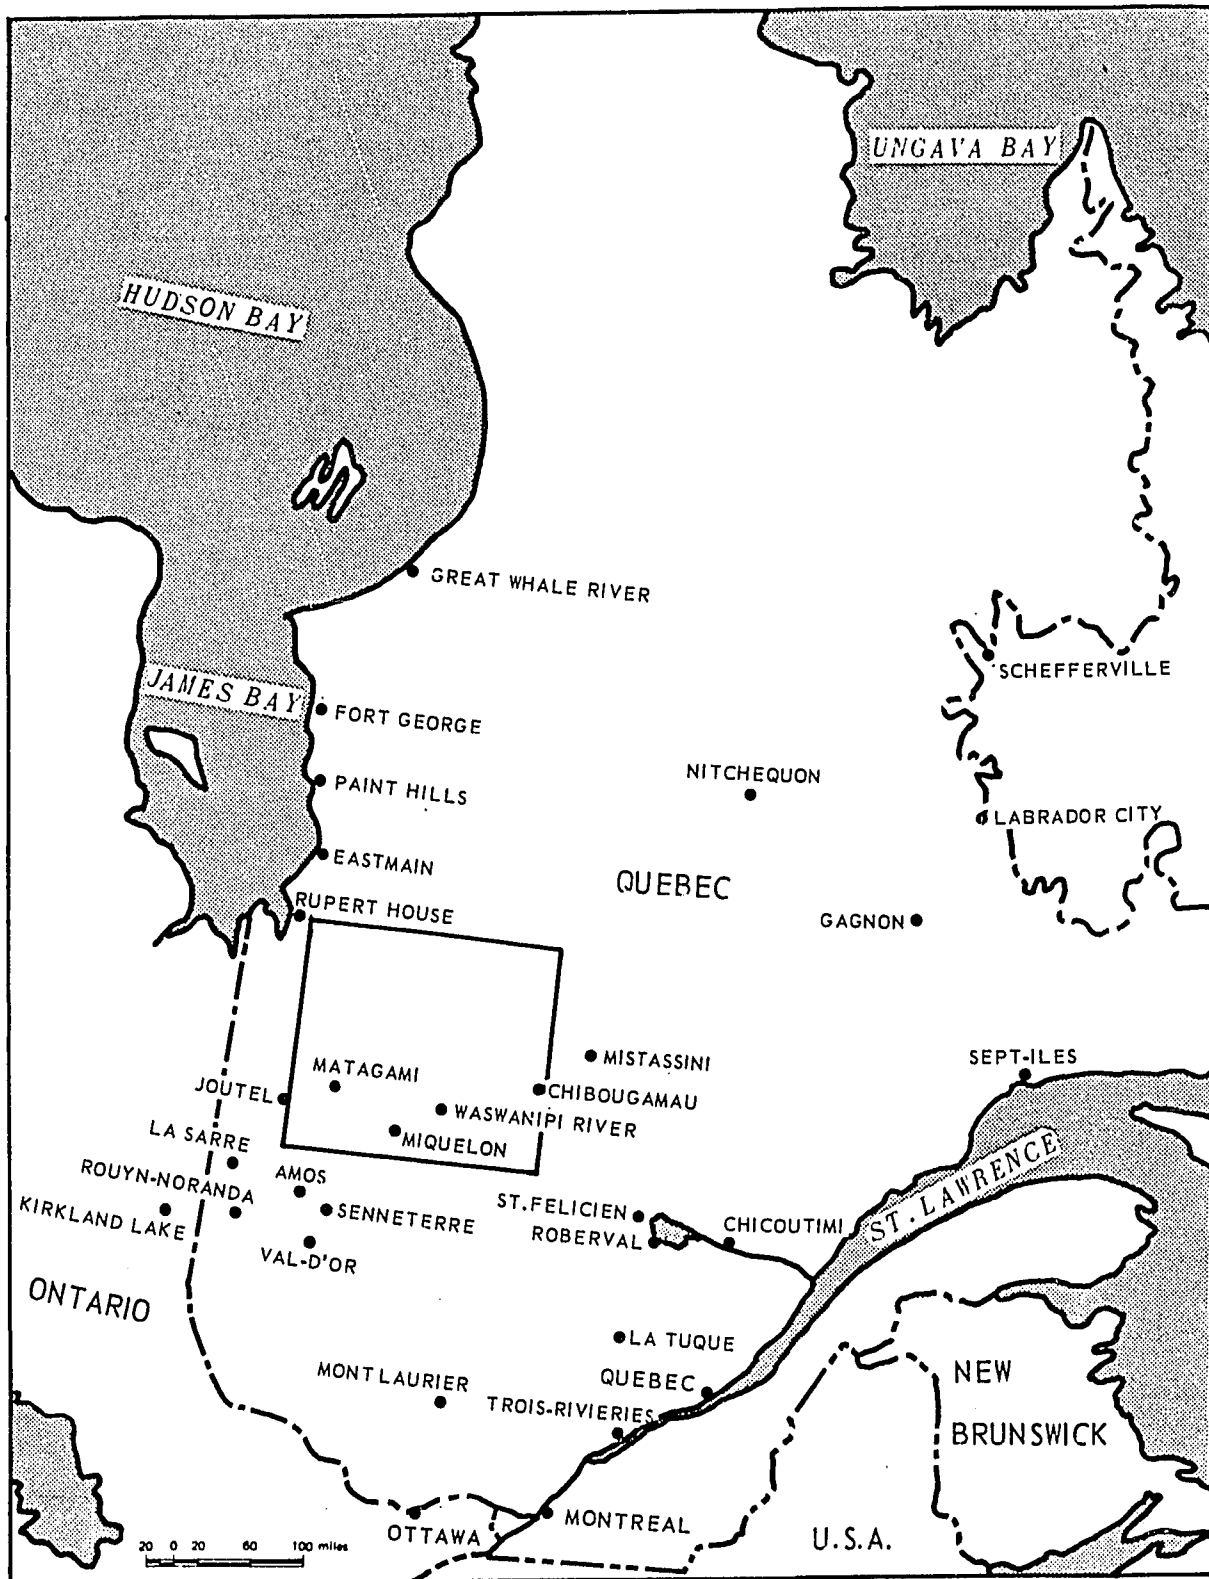 UNGAVA BAY
HUDSON BAY
GREAT WHALE RIVER
SCHEFFERVILLE
JAMES BAY
FORT GEORGE
NITCHEQUON
PAINT HILLS
LABRADOR CITY
EASTMAIN
QUEBEC
RUPERT HOUSE
GAGNON
MISTASSINI
SEPT-ILES
MATAGAMI
JOUTEL
CHIBOUGAMAU
WASWANIPI RIVER
MIQUELON
LA SARRE
ROUYN-NORANDA
AMOS
KIRKLAND LAKE
SENNETERRE
ST. FELICIEN
ROBERVAL
CHICOUTIMI
ST. LAWRENCE
VAL-D'OR
ONTARIO
LA TUQUE
MONT LAURIER
QUEBEC
TROIS-RIVIERIES
NEW
BRUNSWICK
OTTAWA
MONTREAL
U.S.A.
20 0 20 60 100 miles